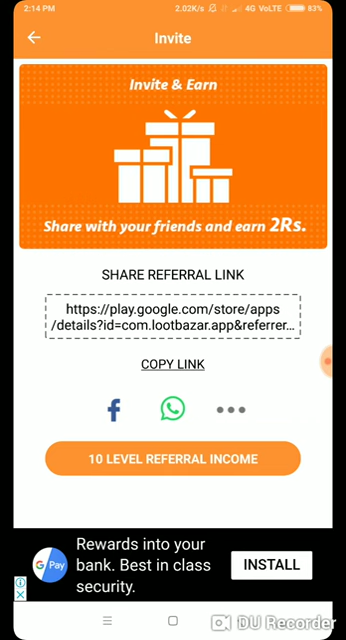 2:14 PM 2.02K/s 4G VoLTE 83%
Invite
Invite & Earn
Share with your friends and earn 2Rs.
SHARE REFERRAL LINK
https://play.google.com/store/apps
/details?id=com.lootbazar.app&referrer...
COPY LINK
10 LEVEL REFERRAL INCOME
G Pay
Rewards into your
bank. Best in class
security.
INSTALL
DU Recorder